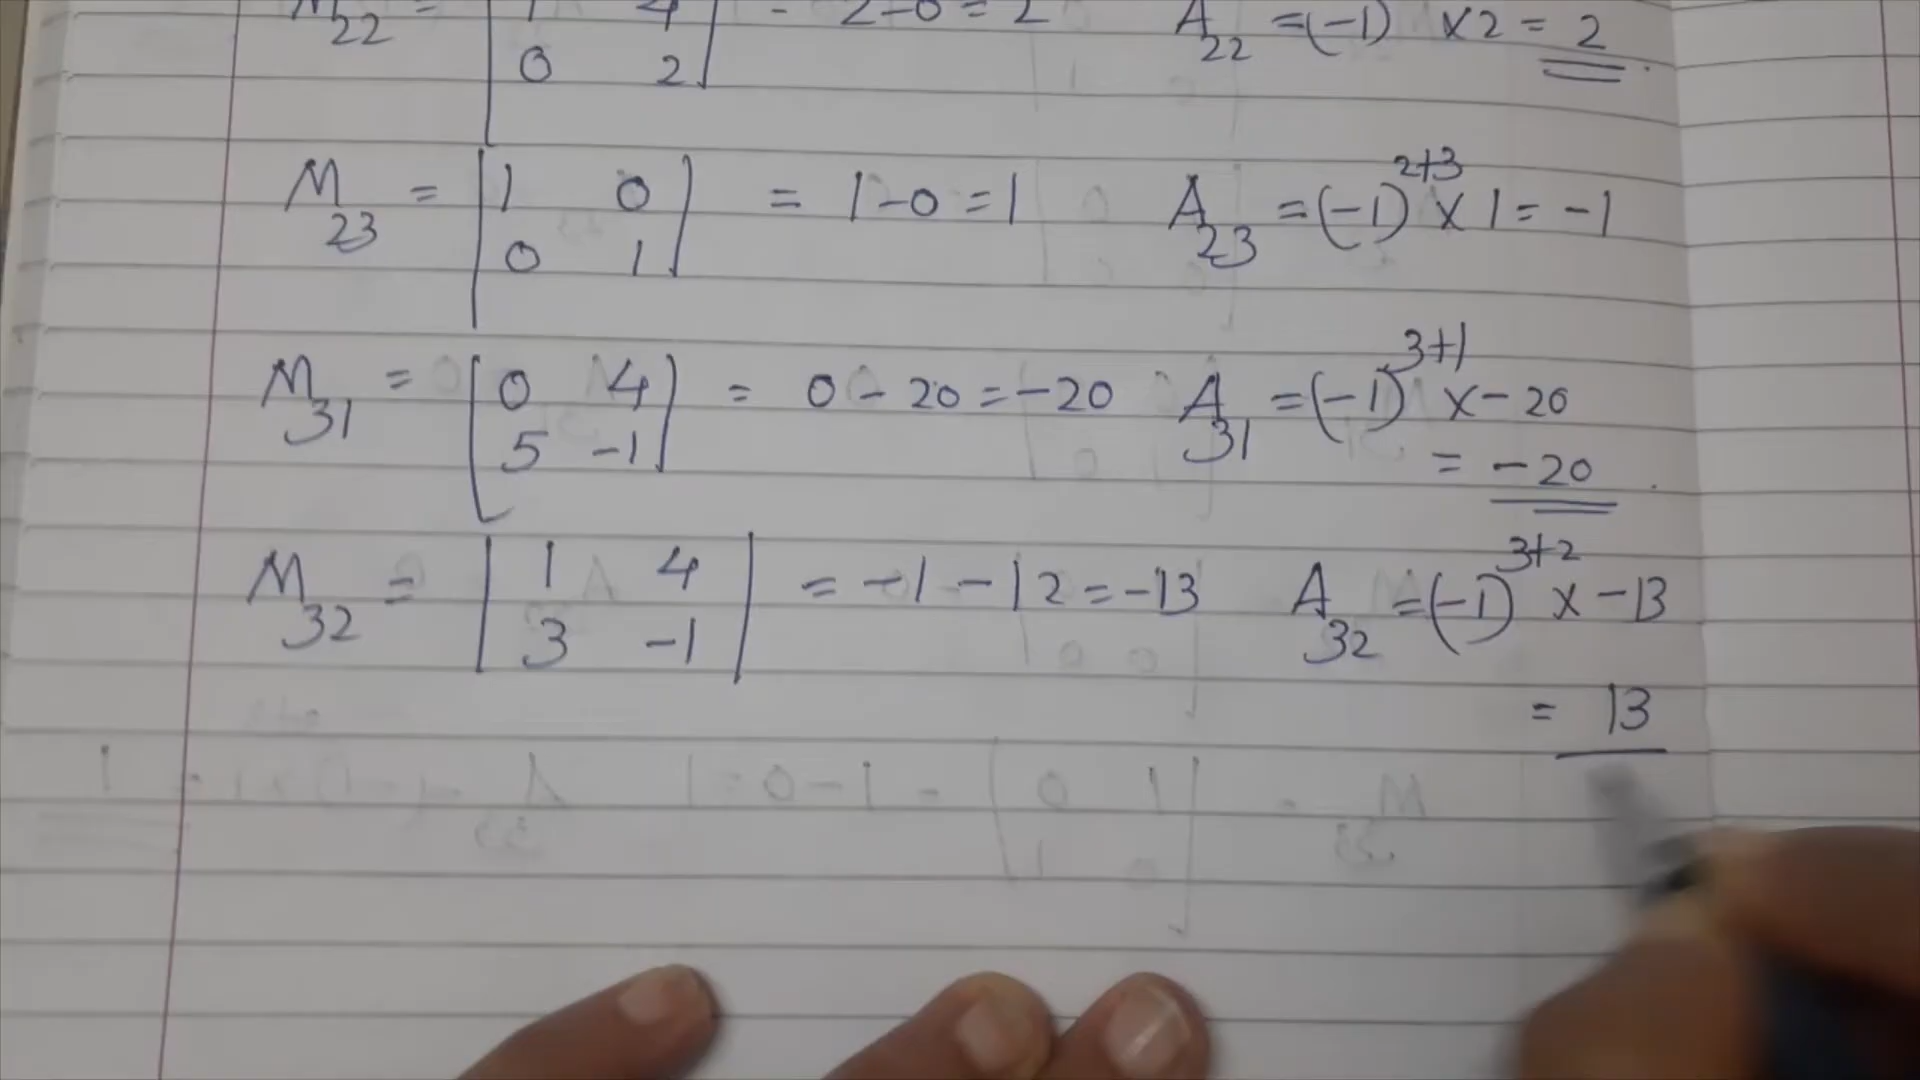 M22 = | 1 4 | = 2-0 = 2 A22 = (-1) x2 = 2
0 2
M23 = | 1 0 | = 1-0 = 1 A23 = (-1)^2+3 x 1 = -1
0 1
M31 = [ 0 4 | = 0 - 20 = -20 A31 = (-1)^3+1 x -20
5 -1
= -20
M32 = | 1 4 | = -1 - 12 = -13 A32 = (-1)^3+2 x -13
3 -1
= 13